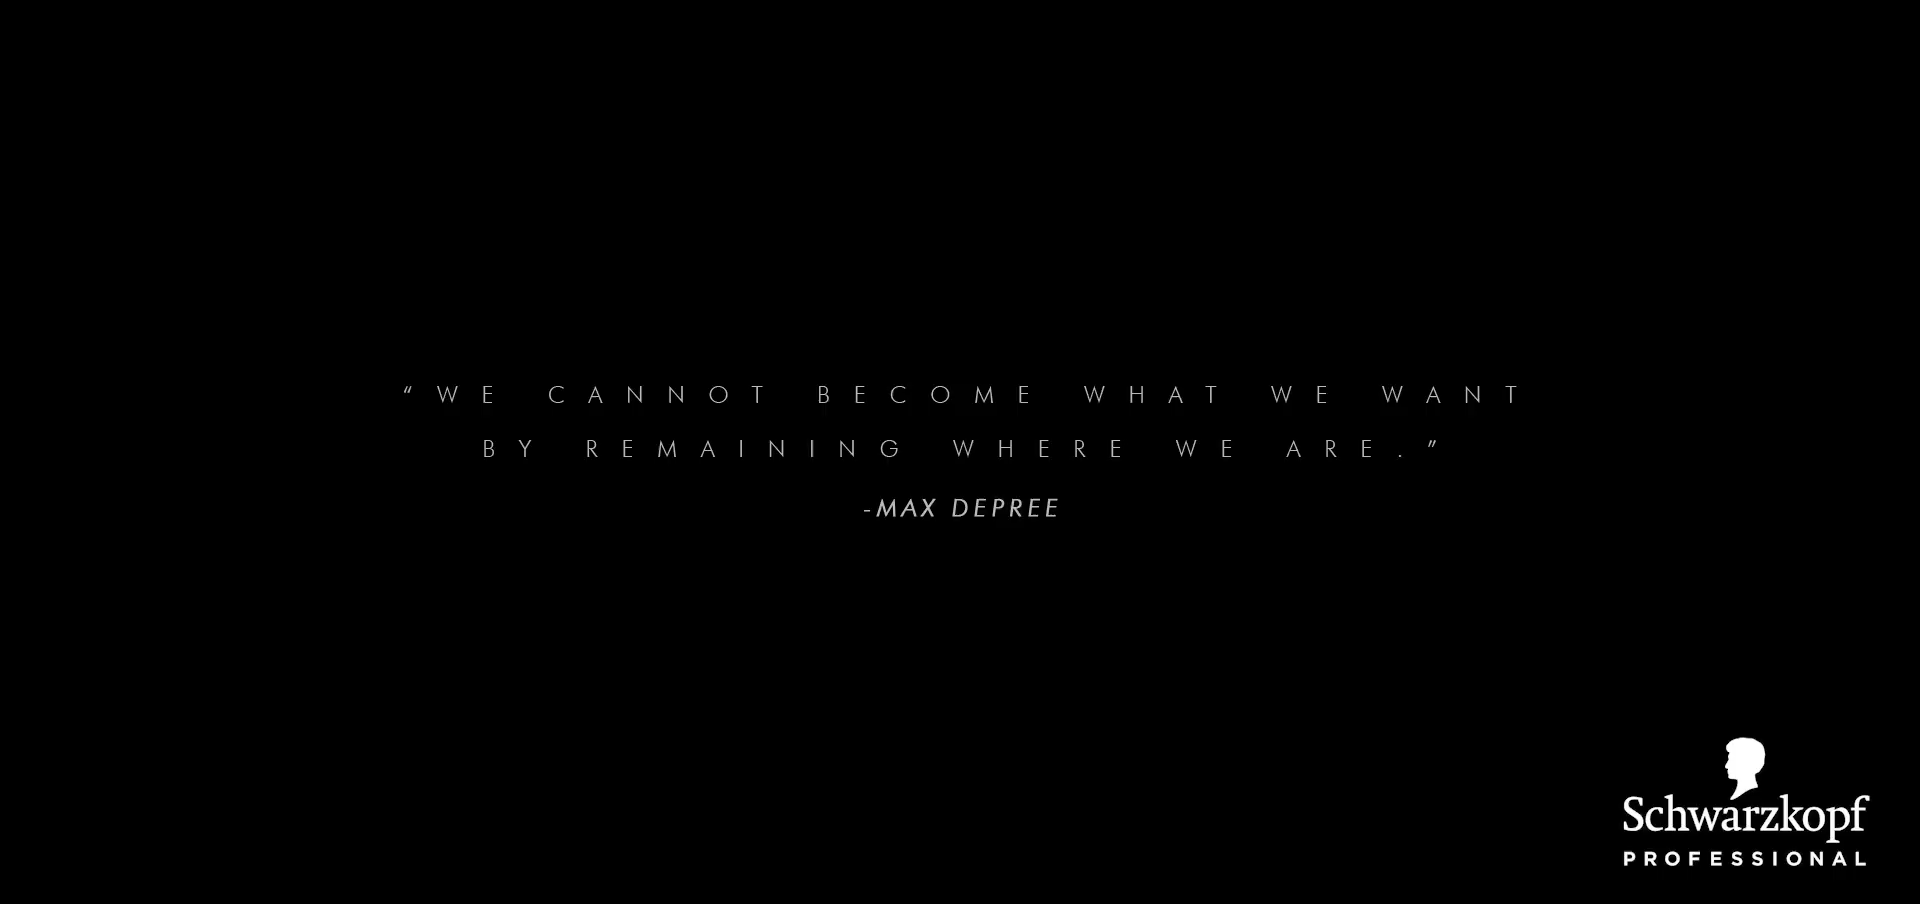 “WE CANNOT BECOME WHAT WE WANT
BY REMAINING WHERE WE ARE.”
-MAX DEPREE
Schwarzkopf
PROFESSIONAL